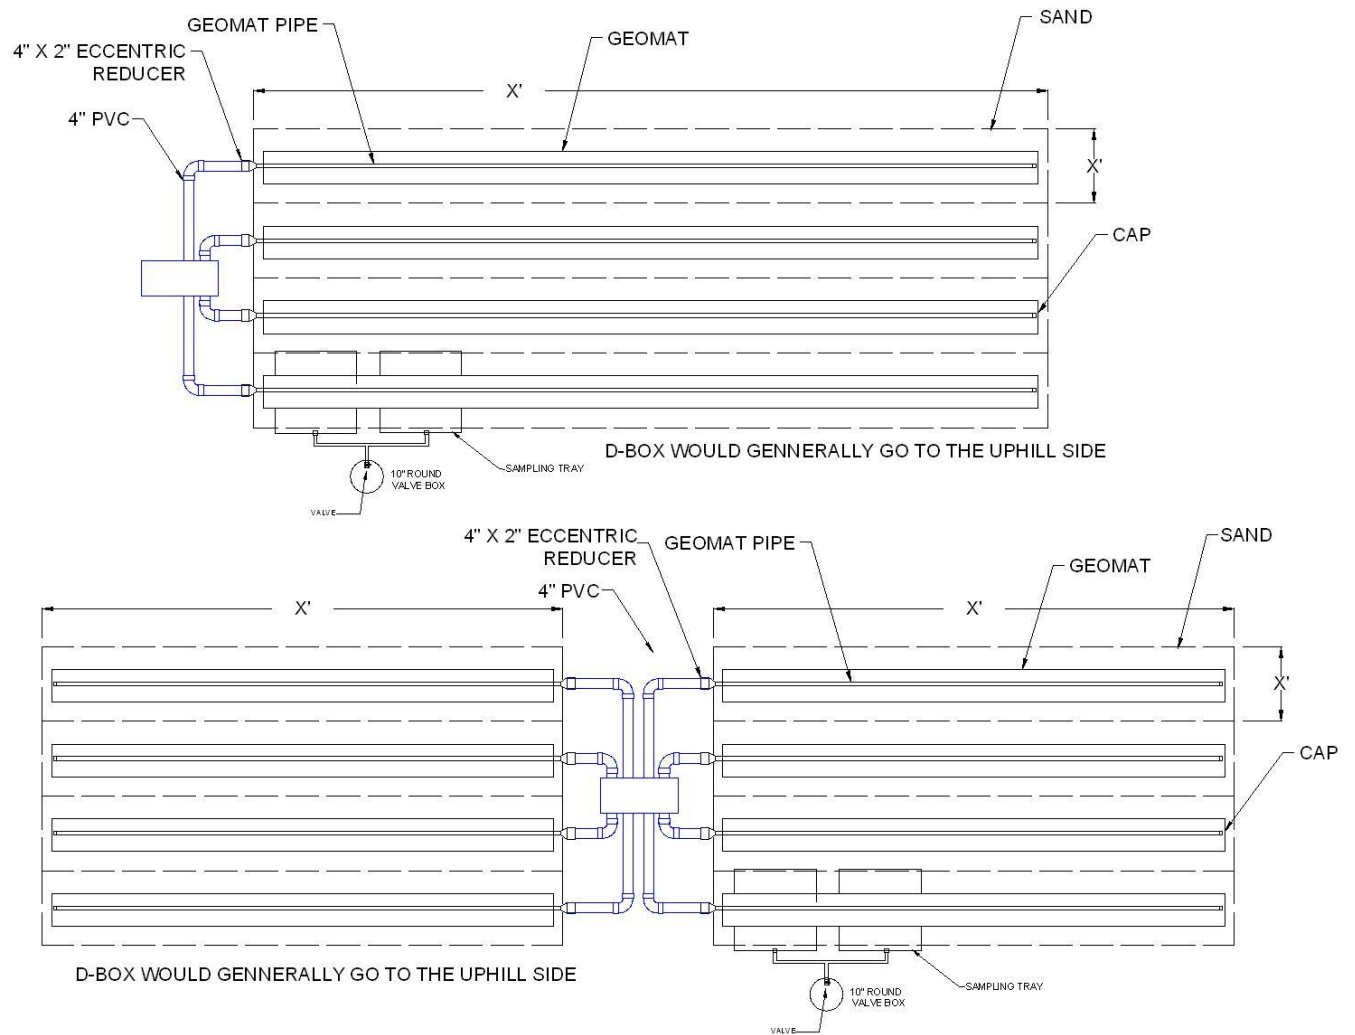 GEOMAT PIPE
SAND
GEOMAT
4" X 2" ECCENTRIC
REDUCER
X'
4" PVC
X'
CAP
D-BOX WOULD GENNERALLY GO TO THE UPHILL SIDE
SAMPLING TRAY
10" ROUND
VALVE BOX
VALVE
4" X 2" ECCENTRIC
REDUCER
GEOMAT PIPE
SAND
GEOMAT
4" PVC
X'
X'
X'
CAP
D-BOX WOULD GENNERALLY GO TO THE UPHILL SIDE
SAMPLING TRAY
10" ROUND
VALVE BOX
VALVE